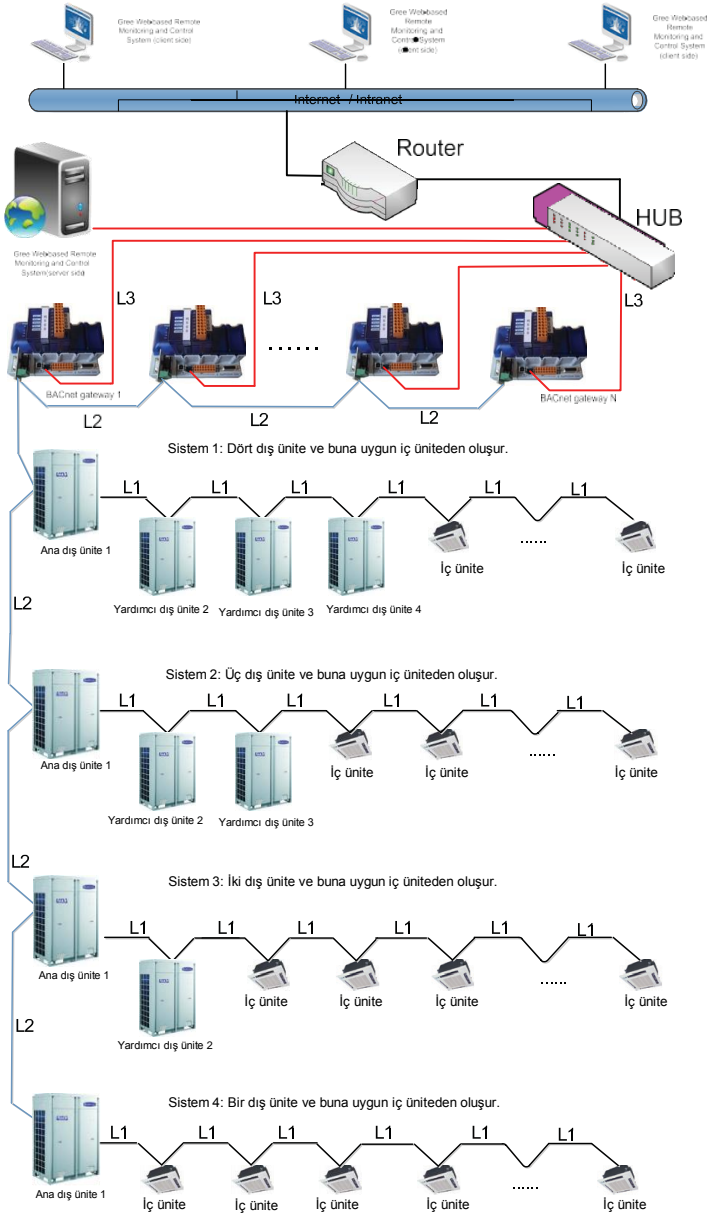 Gree Web-based Remote
Monitoring and Control
System (client side)
Gree Web-based
Remote
Monitoring and
Control System
(client side)
Gree Web-based
Remote
Monitoring and
Control System
(client side)
Internet / Intranet
Router
HUB
Gree Web-based Remote
Monitoring and Control
System(server side)
L3
L3
L3
BACnet gateway 1
BACnet gateway N
L2
L2
L2
Sistem 1: Dört dış ünite ve buna uygun iç üniteden oluşur.
L1
L1
L1
L1
L1
L1
Ana dış ünite 1
......
İç ünite
İç ünite
Yardımcı dış ünite 2
Yardımcı dış ünite 3
Yardımcı dış ünite 4
L2
Sistem 2: Üç dış ünite ve buna uygun iç üniteden oluşur.
L1
L1
L1
L1
L1
L1
Ana dış ünite 1
......
İç ünite
İç ünite
İç ünite
Yardımcı dış ünite 2
Yardımcı dış ünite 3
L2
Sistem 3: İki dış ünite ve buna uygun iç üniteden oluşur.
L1
L1
L1
L1
L1
L1
Ana dış ünite 1
......
İç ünite
İç ünite
İç ünite
İç ünite
Yardımcı dış ünite 2
L2
Sistem 4: Bir dış ünite ve buna uygun iç üniteden oluşur.
L1
L1
L1
L1
L1
L1
Ana dış ünite 1
......
İç ünite
İç ünite
İç ünite
İç ünite
İç ünite